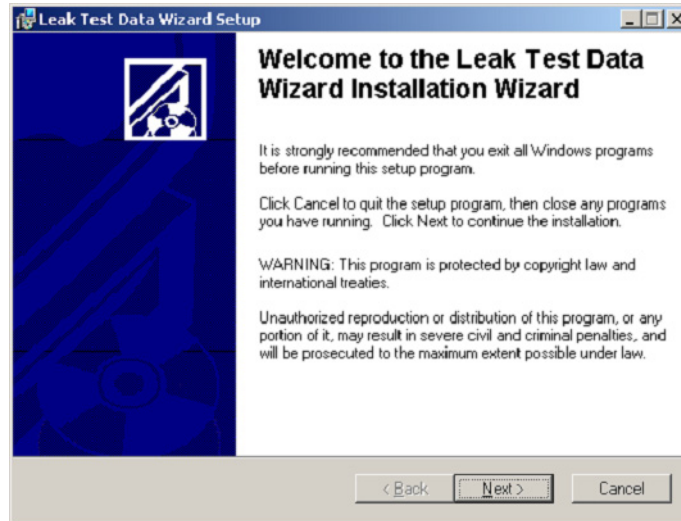 Leak Test Data Wizard Setup
Welcome to the Leak Test Data
Wizard Installation Wizard
It is strongly recommended that you exit all Windows programs
before running this setup program.
Click Cancel to quit the setup program, then close any programs
you have running. Click Next to continue the installation.
WARNING: This program is protected by copyright law and
international treaties.
Unauthorized reproduction or distribution of this program, or any
portion of it, may result in severe civil and criminal penalties, and
will be prosecuted to the maximum extent possible under law.
< Back Next > Cancel